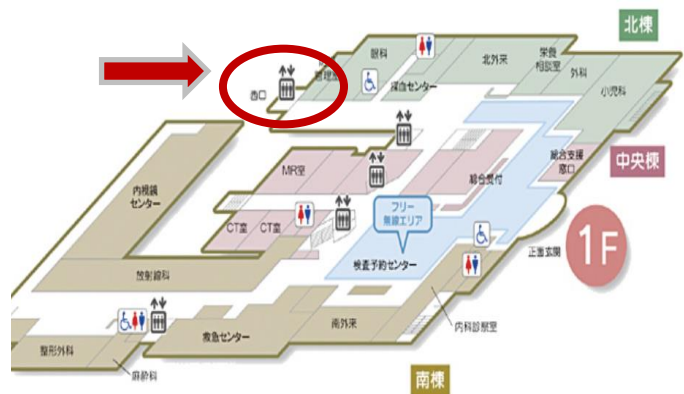 北棟
眼科
北外来
栄養
相談室
外科
小児科
採血センター
管理室
西口
中央棟
総合支援
窓口
総合受付
MR室
内視鏡
センター
フリー
無線エリア
CT室
CT室
1F
正面玄関
検査予約センター
放射線科
内科診察室
南外来
救急センター
整形外科
麻酔科
南棟